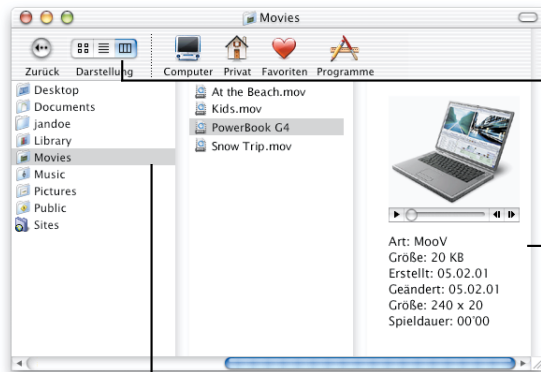 Movies
Zurück Darstellung Computer Privat Favoriten Programme
Desktop
Documents
jandoe
Library
Movies
Music
Pictures
Public
Sites
At the Beach.mov
Kids.mov
PowerBook G4
Snow Trip.mov
Art: MooV
Größe: 20 KB
Erstellt: 05.02.01
Geändert: 05.02.01
Größe: 240 x 20
Spieldauer: 00'00